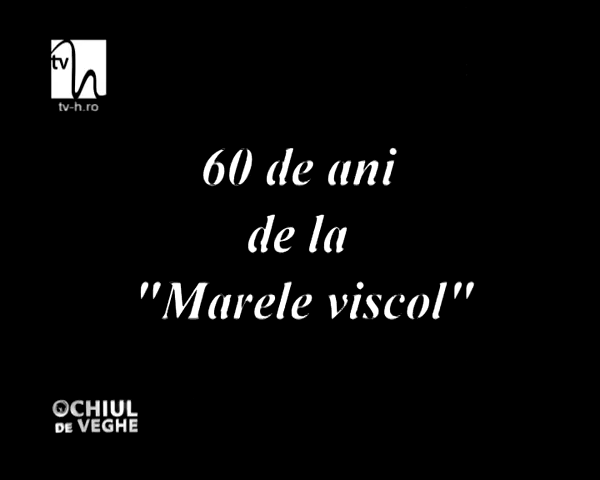 tv h
tv-h.ro
60 de ani
de la
"Marele viscol"
OCHIUL
DE VEGHE